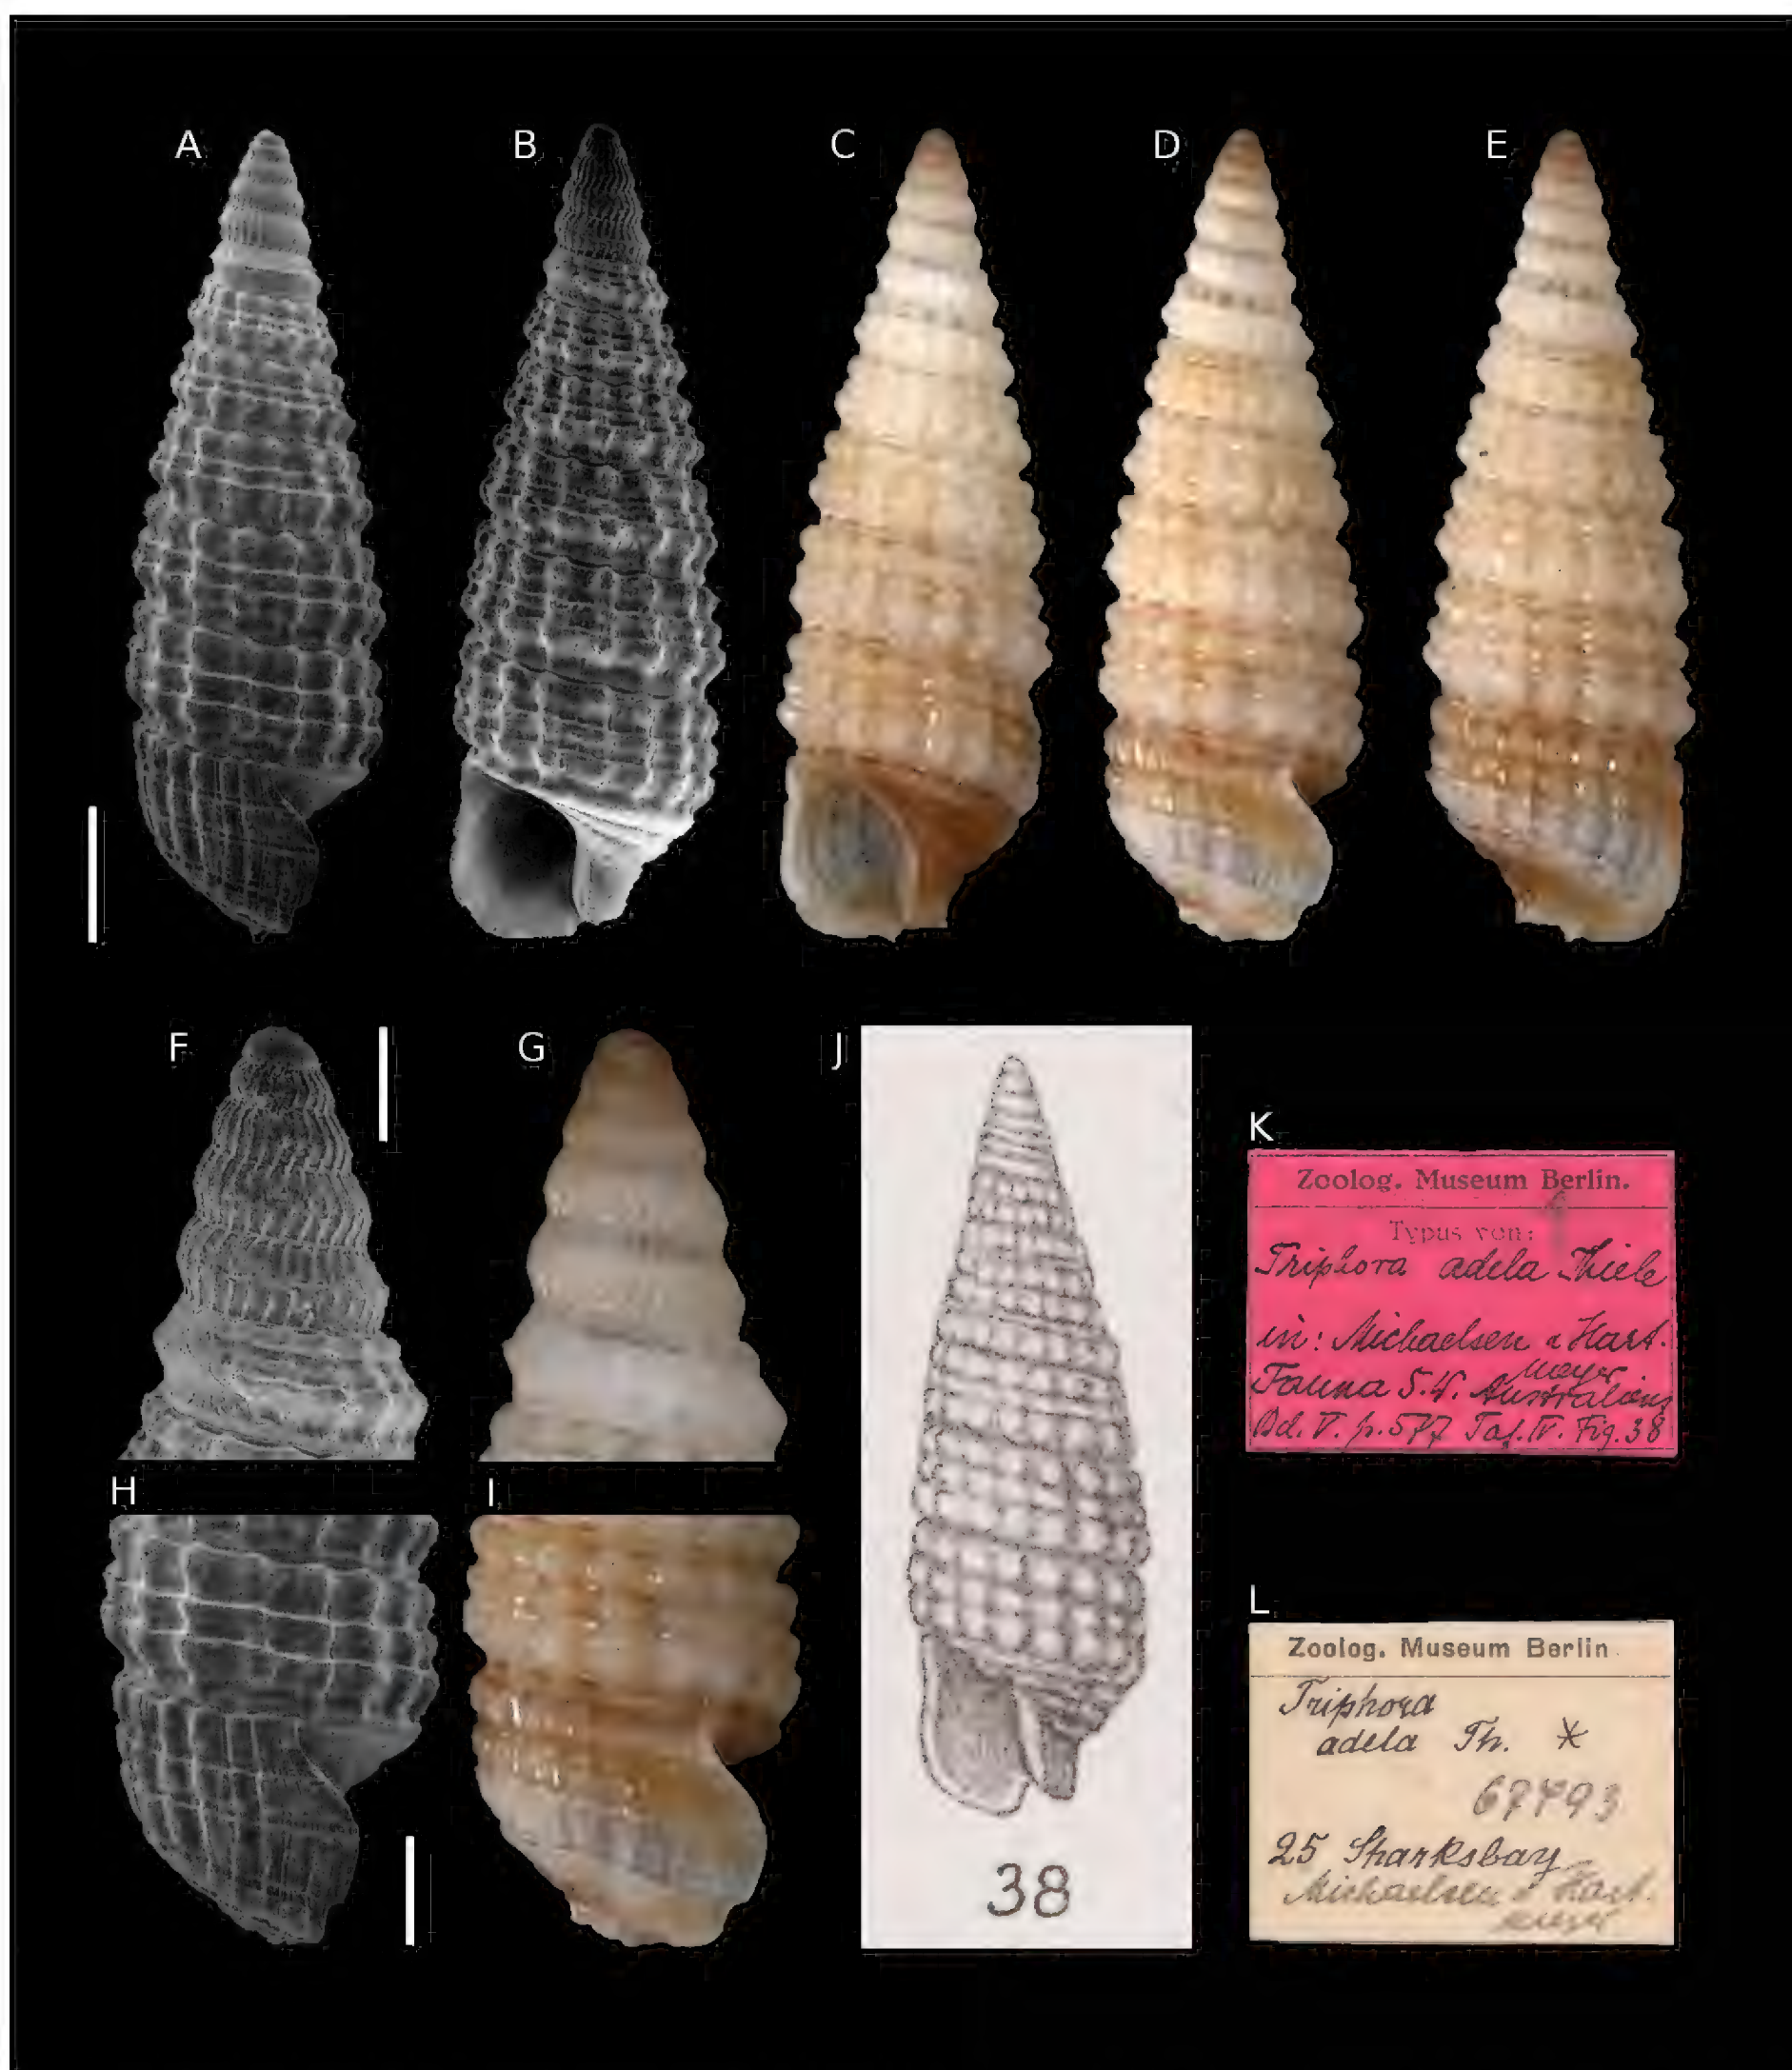 A
B
C
D
E
F
G
J
K
Zoolog. Museum Berlin.
Typus von:
Triphora adela Thiele
in: Michaelsen & Hart.
meyer
Fauna S.W. Australiens
Bd. V. p. 577 Taf. IV. Fig. 38
H
I
L
Zoolog. Museum Berlin
Triphora
adela Th. *
67793
25 Sharksbay
Michaelsen & Hart.
meyer
38